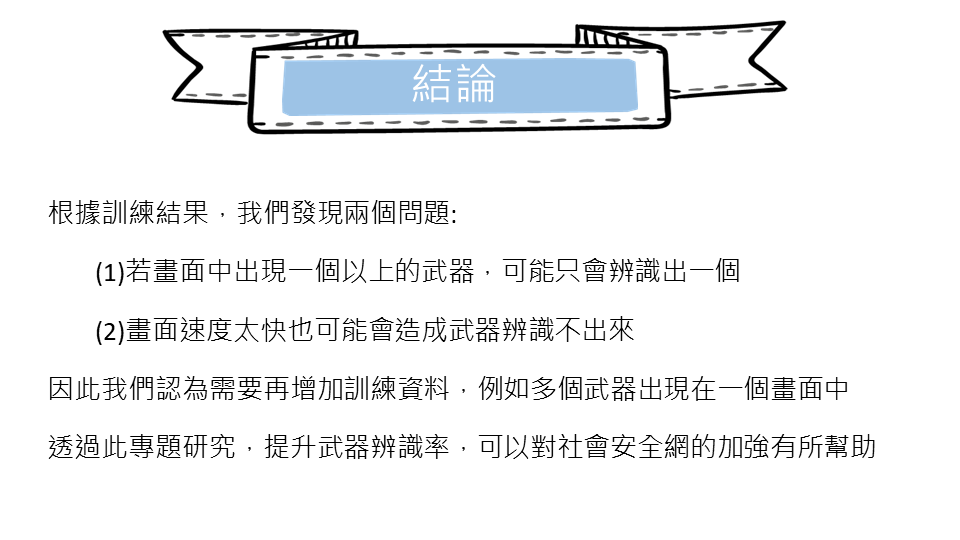 結論
根據訓練結果，我們發現兩個問題:
(1)若畫面中出現一個以上的武器，可能只會辨識出一個
(2)畫面速度太快也可能會造成武器辨識不出來
因此我們認為需要再增加訓練資料，例如多個武器出現在一個畫面中
透過此專題研究，提升武器辨識率，可以對社會安全網的加強有所幫助